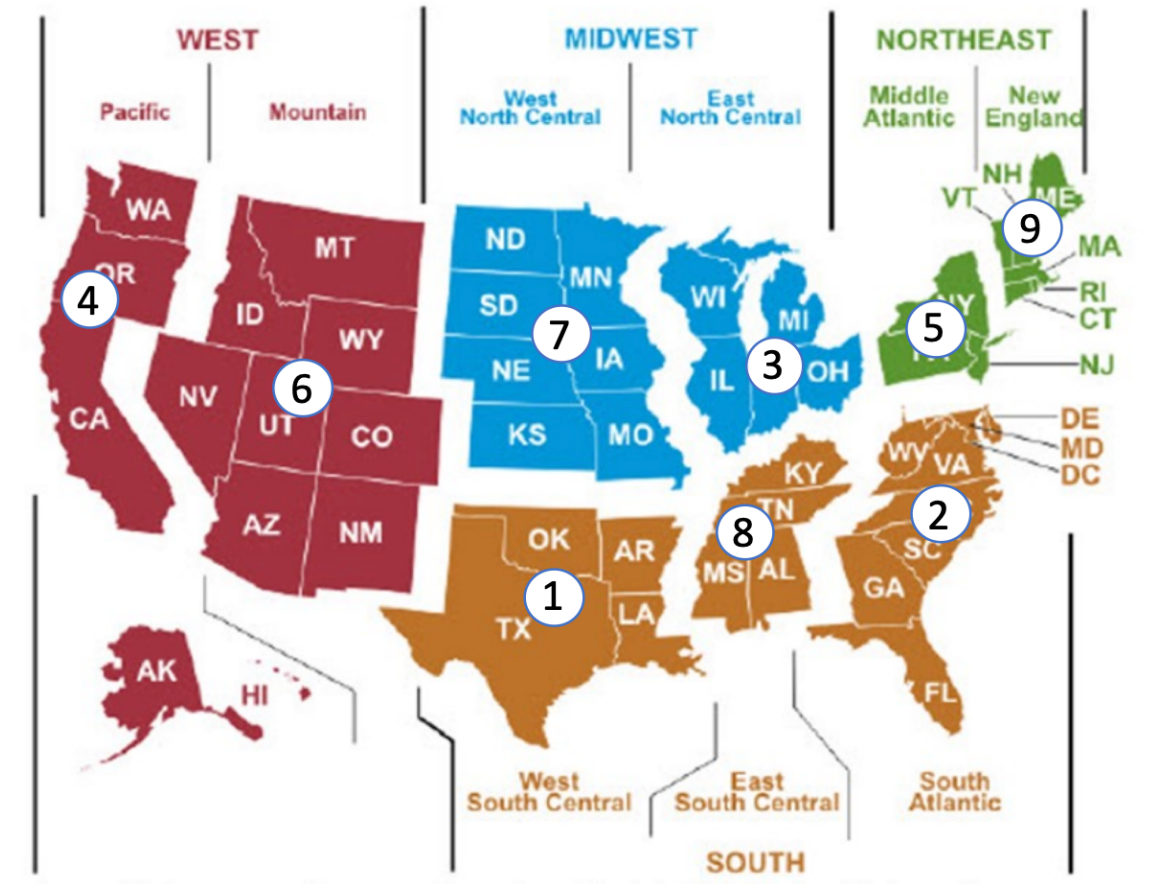 WEST
MIDWEST
NORTHEAST
Pacific
Mountain
West
North Central
East
North Central
Middle
Atlantic
New
England
WA
OR
4
CA
MT
ID
WY
NV
6
UT
CO
AZ
NM
AK
HI
ND
MN
SD
7
NE
IA
KS
MO
WI
MI
3
IL
OH
NH
VT
ME
9
MA
RI
CT
NY
5
NJ
DE
MD
DC
WV
VA
2
SC
GA
FL
KY
TN
8
MS
AL
OK
AR
1
TX
LA
West
South Central
East
South Central
South
Atlantic
SOUTH